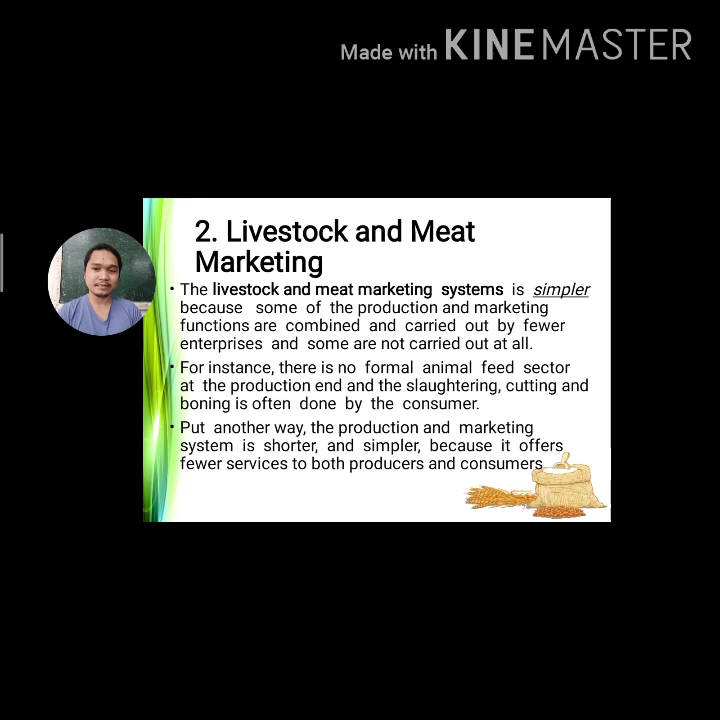 Made with KINEMASTER
2. Livestock and Meat
Marketing
• The livestock and meat marketing systems is simpler
because some of the production and marketing
functions are combined and carried out by fewer
enterprises and some are not carried out at all.
• For instance, there is no formal animal feed sector
at the production end and the slaughtering, cutting and
boning is often done by the consumer.
• Put another way, the production and marketing
system is shorter, and simpler, because it offers
fewer services to both producers and consumers